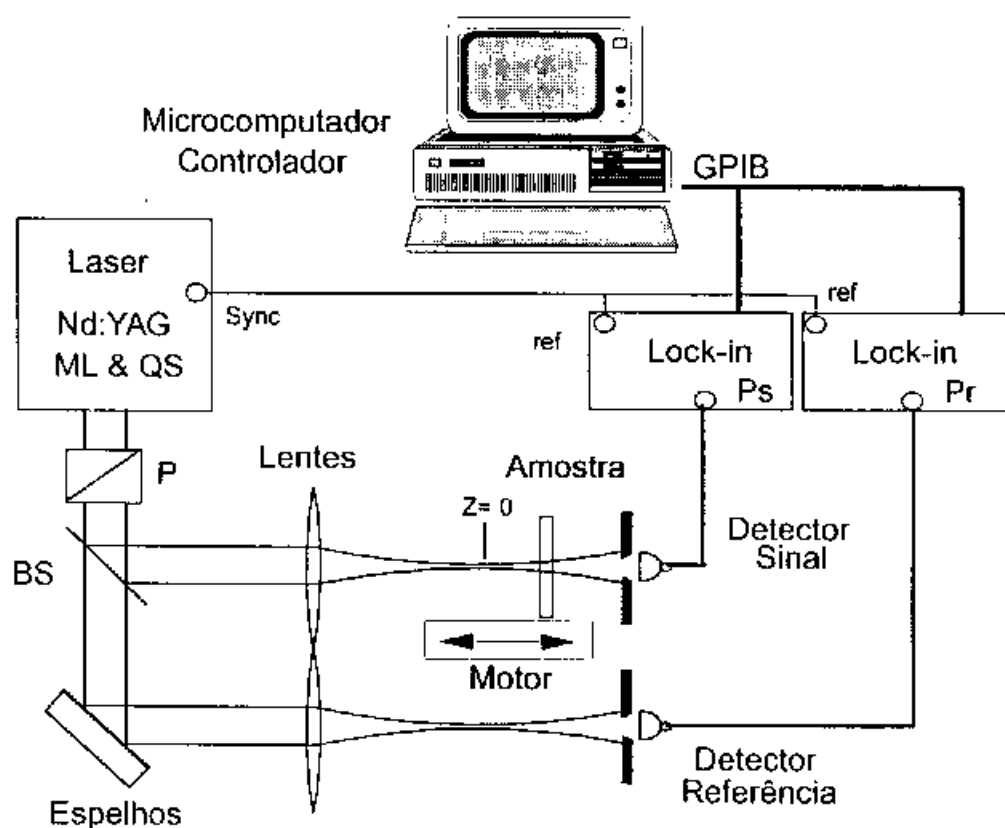 Microcomputador
Controlador
GPIB
Laser
Nd:YAG
ML & QS
Sync
ref
ref
Lock-in
Ps
Lock-in
Pr
P
Lentes
Amostra
Z= 0
BS
Detector
Sinal
Motor
Espelhos
Detector
Referência